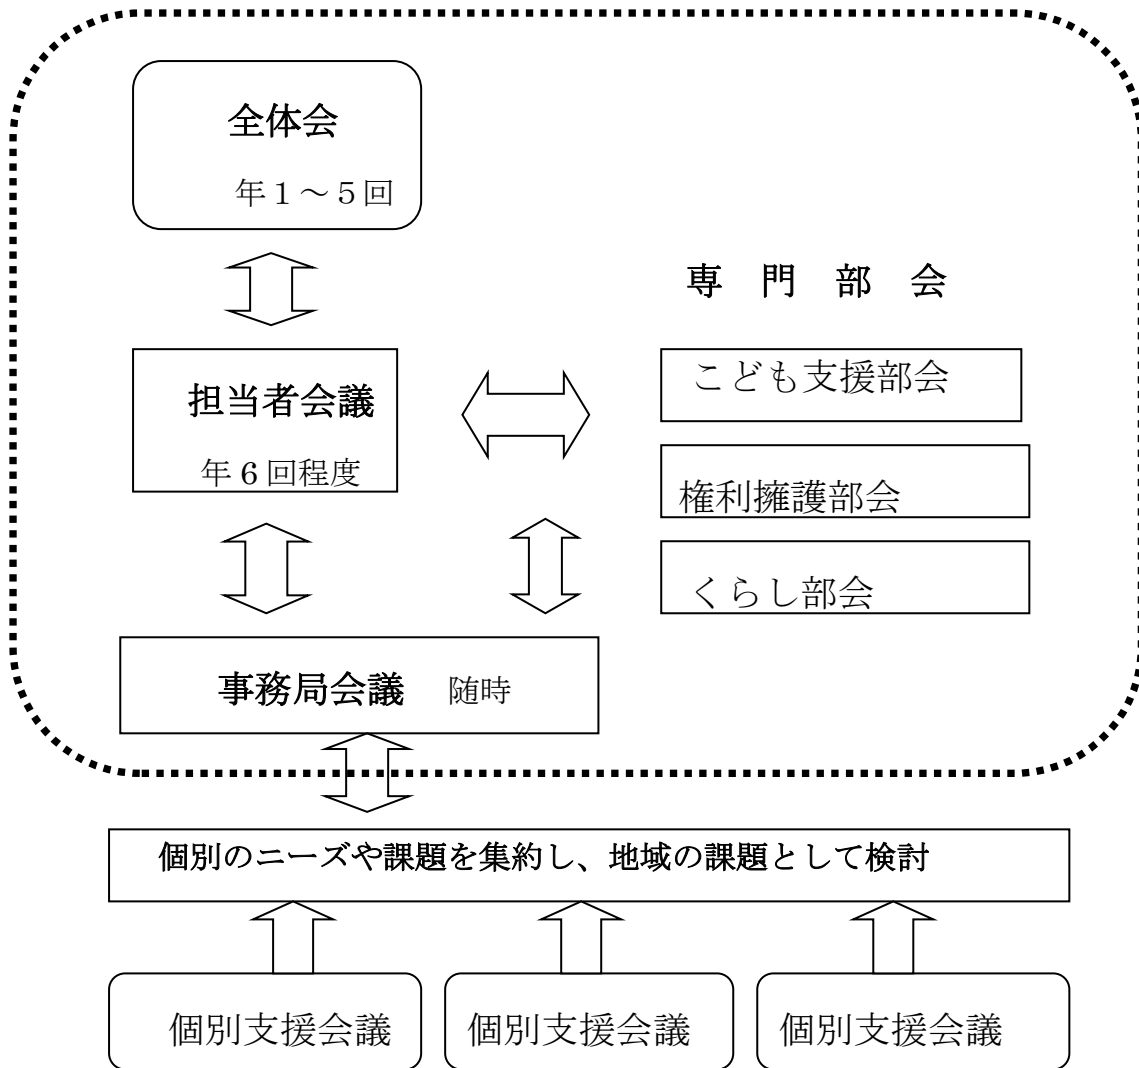 全体会
年１～５回
専　門　部　会
担当者会議
年６回程度
こども支援部会
権利擁護部会
くらし部会
事務局会議　随時
個別のニーズや課題を集約し、地域の課題として検討
個別支援会議
個別支援会議
個別支援会議